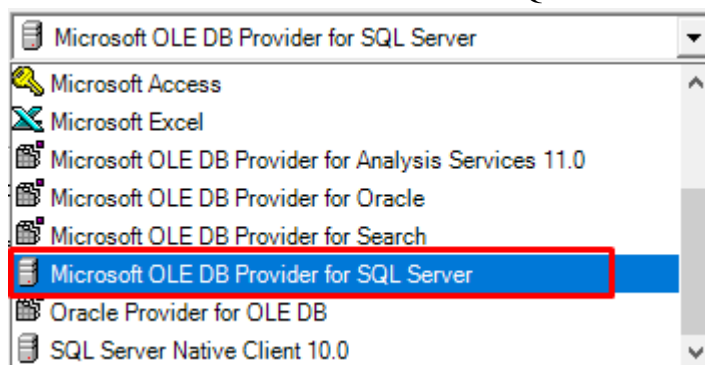 Microsoft OLE DB Provider for SQL Server
Microsoft Access
Microsoft Excel
Microsoft OLE DB Provider for Analysis Services 11.0
Microsoft OLE DB Provider for Oracle
Microsoft OLE DB Provider for Search
Microsoft OLE DB Provider for SQL Server
Oracle Provider for OLE DB
SQL Server Native Client 10.0